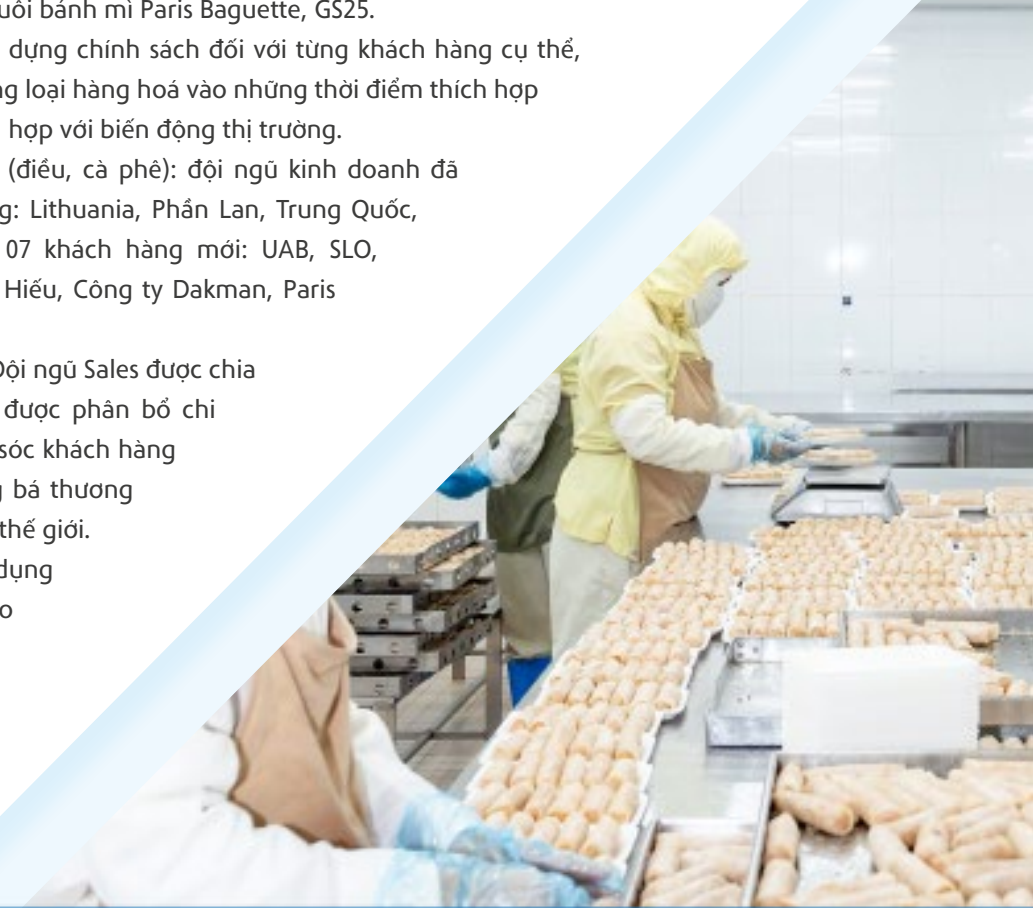 uỗi bánh mì Paris Baguette, GS25.
dựng chính sách đối với từng khách hàng cụ thể,
ng loại hàng hoá vào những thời điểm thích hợp
hợp với biến động thị trường.
(điều, cà phê): đội ngũ kinh doanh đã
g: Lithuania, Phần Lan, Trung Quốc,
07 khách hàng mới: UAB, SLO,
Hiếu, Công ty Dakman, Paris
Đội ngũ Sales được chia
được phân bổ chi
sóc khách hàng
g bá thương
thế giới.
dụng
o